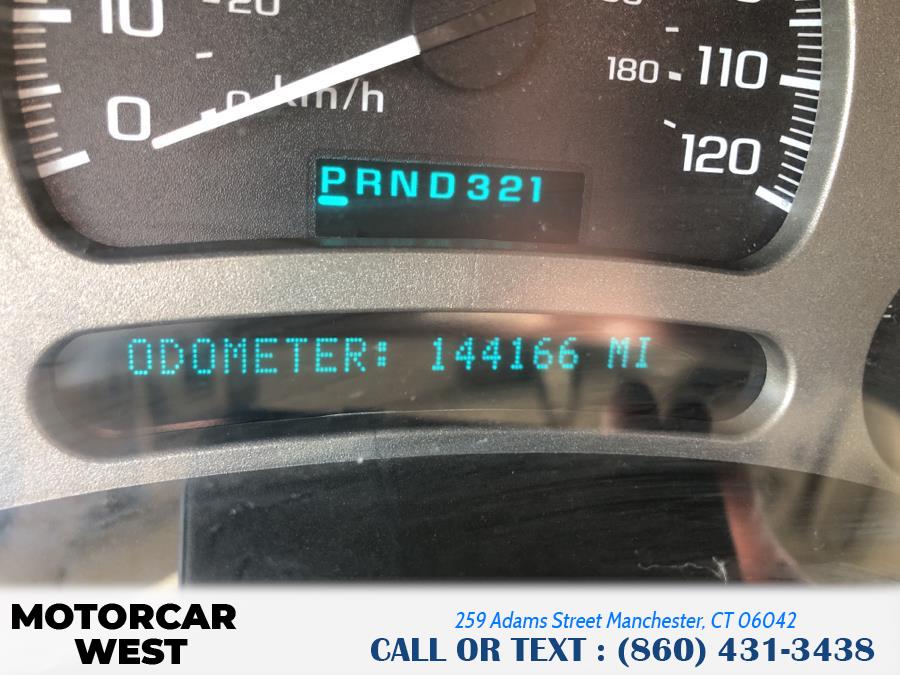 10
20
0
0 km/h
180
110
120
PRND321
ODOMETER: 144166 MI
MOTORCAR
WEST
259 Adams Street Manchester, CT 06042
CALL OR TEXT : (860) 431-3438